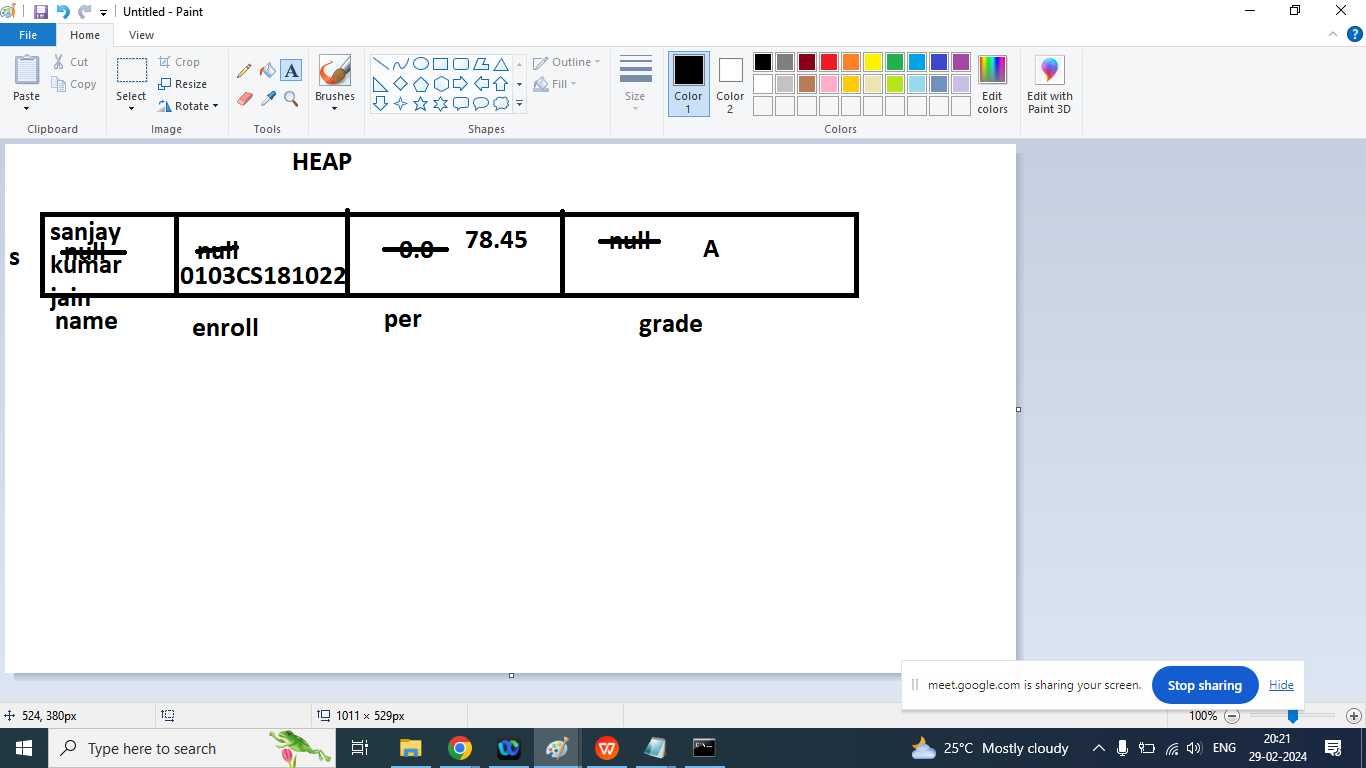 Untitled - Paint
File Home View
Paste
Cut
Copy
Clipboard
Select
Crop
Resize
Rotate
Image
A
Tools
Brushes
Outline
Fill
Shapes
Size
Color 1
Color 2
Edit colors
Colors
Edit with Paint 3D
HEAP
s
sanjay
null
kumar
jain
null
0103CS181022
0.0 78.45
null A
name
enroll
per
grade
meet.google.com is sharing your screen. Stop sharing Hide
524, 380px 1011 × 529px 100%
Type here to search
25°C Mostly cloudy ENG
20:21
29-02-2024